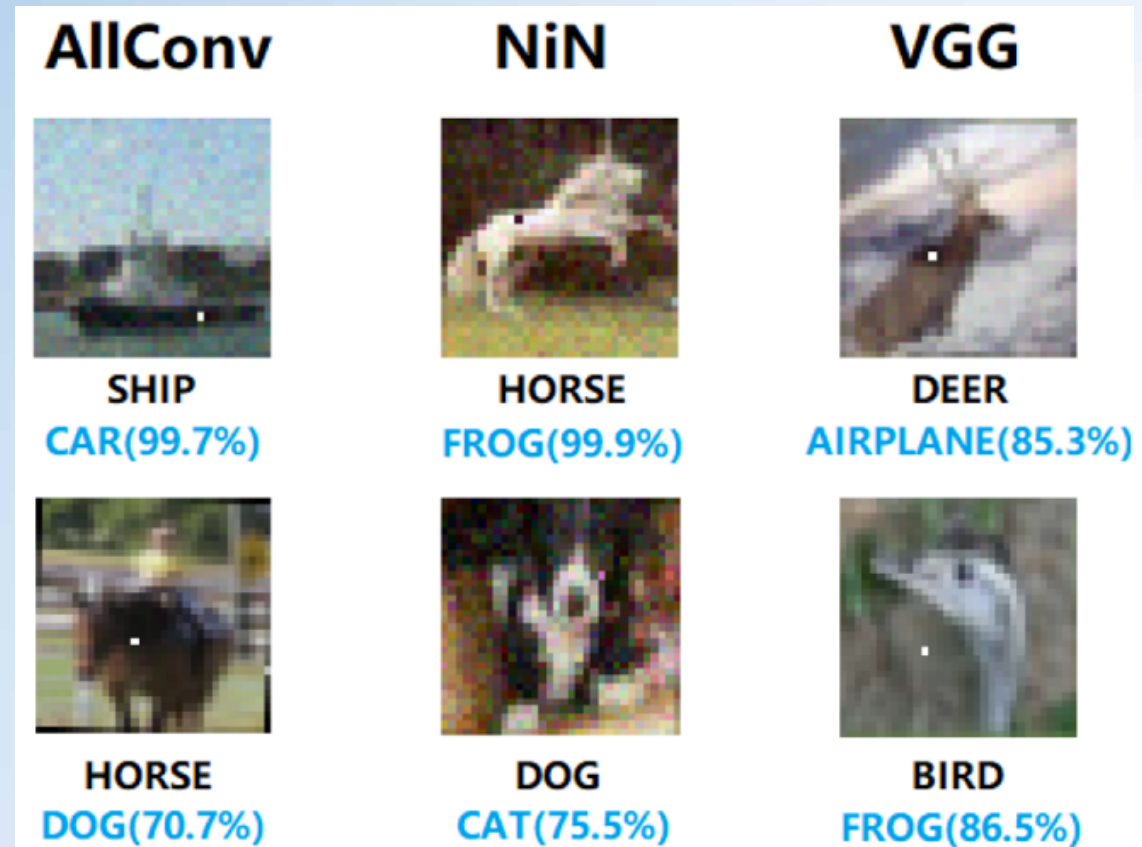 AllConv NiN VGG
SHIP HORSE DEER
CAR(99.7%) FROG(99.9%) AIRPLANE(85.3%)
HORSE DOG BIRD
DOG(70.7%) CAT(75.5%) FROG(86.5%)